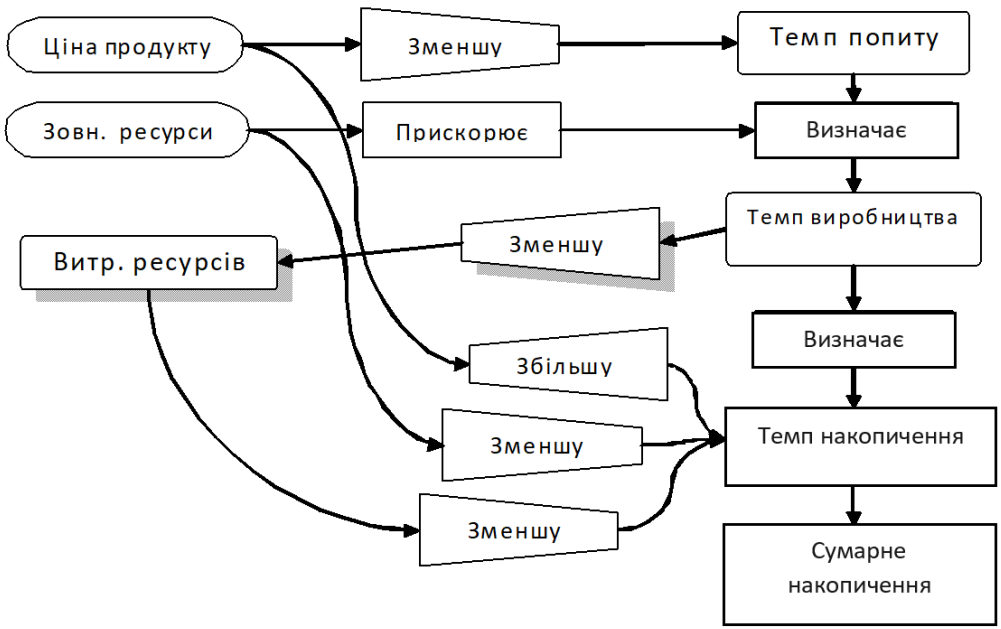 Ціна продукту
Зменшу
Темп попиту
Зовн. ресурси
Прискорює
Визначає
Темп виробництва
Зменшу
Витр. ресурсів
Визначає
Збільшу
Темп накопичення
Зменшу
Зменшу
Сумарне
накопичення